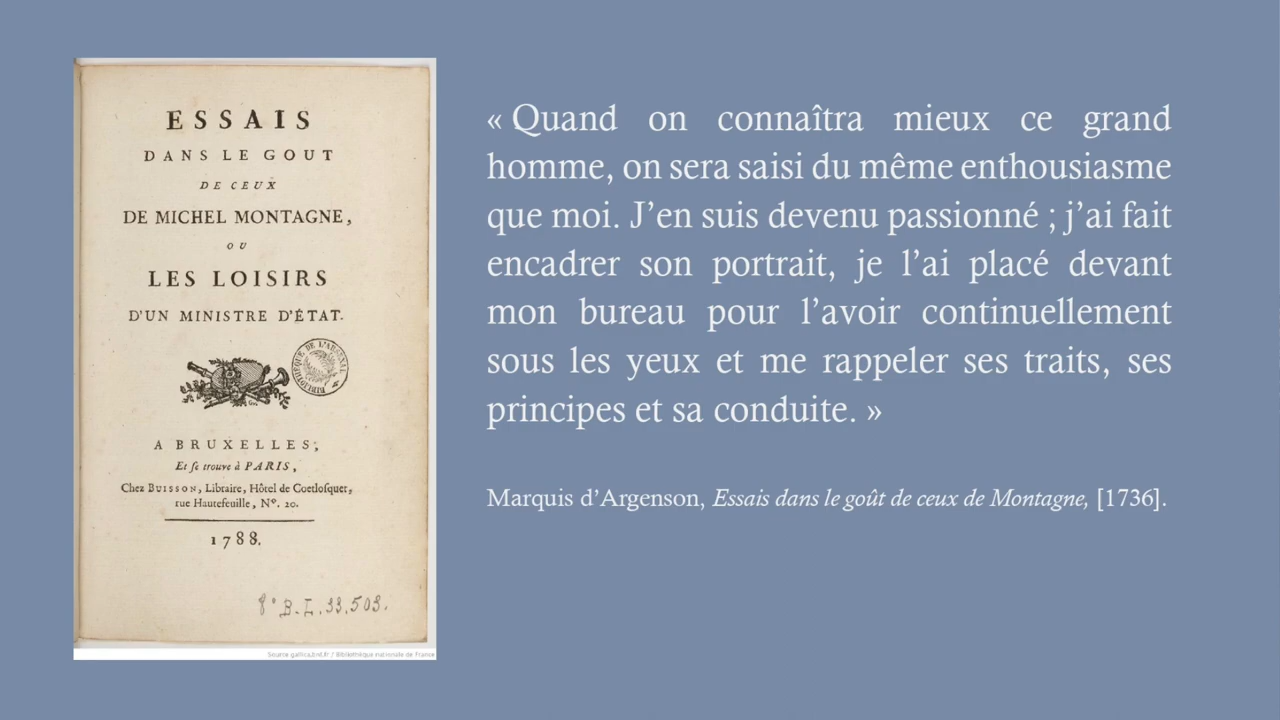 ESSAIS
DANS LE GOUT
DE CEUX
DE MICHEL MONTAGNE,
OU
LES LOISIRS
D'UN MINISTRE D'ÉTAT.
BIBLIOTHEQUE DE L'ARSENAL
A BRUXELLES;
Et se trouve à PARIS,
Chez BUISSON, Libraire, Hôtel de Coetlosquet,
rue Hautefeuille, N°. 20.
1788.
8° B.L.33.503.
Source gallica.bnf.fr / Bibliothèque nationale de France
« Quand on connaîtra mieux ce grand
homme, on sera saisi du même enthousiasme
que moi. J’en suis devenu passionné ; j’ai fait
encadrer son portrait, je l’ai placé devant
mon bureau pour l’avoir continuellement
sous les yeux et me rappeler ses traits, ses
principes et sa conduite. »
Marquis d’Argenson, Essais dans le goût de ceux de Montagne, [1736].